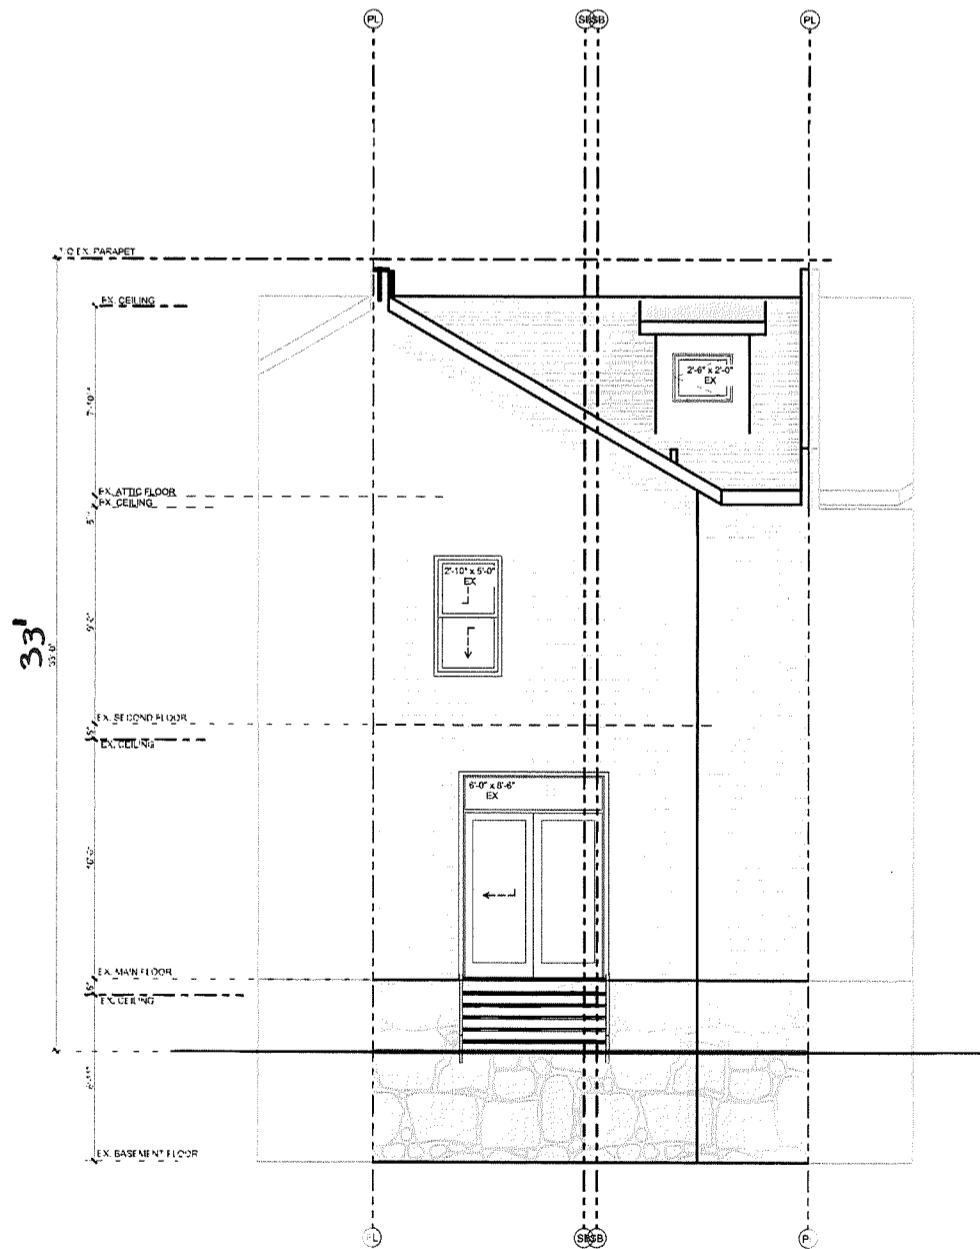 PL
SB
SB
PL
T/O EX. PARAPET
EX. CEILING
2'-6" x 2'-0"
EX
7'-10"
EX. ATTIC FLOOR
EX. CEILING
2'-10" x 5'-0"
EX
9'-0"
33'
33'-0"
EX. SECOND FLOOR
EX. CEILING
6'-0" x 8'-6"
EX
10'-0"
EX. MAIN FLOOR
EX. CEILING
EX. BASEMENT FLOOR
PL
SB
SB